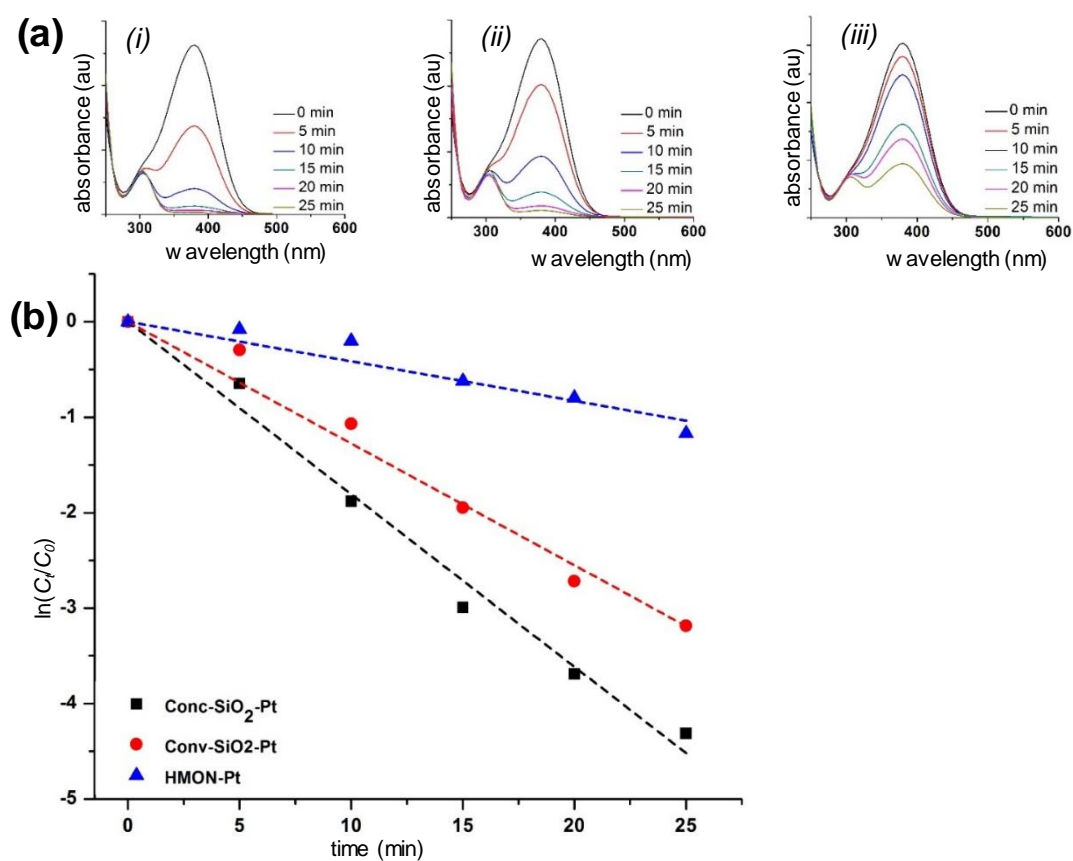 (a)
(i)
absorbance (au)
0 min
5 min
10 min
15 min
20 min
25 min
300 400 500 600
w avelength (nm)
(ii)
absorbance (au)
0 min
5 min
10 min
15 min
20 min
25 min
300 400 500 600
w avelength (nm)
(iii)
absorbance (au)
0 min
5 min
10 min
15 min
20 min
25 min
300 400 500 600
w avelength (nm)
(b)
ln(Cₜ/C₀)
0
-1
-2
-3
-4
-5
Conc-SiO₂-Pt
Conv-SiO2-Pt
HMON-Pt
0 5 10 15 20 25
time (min)